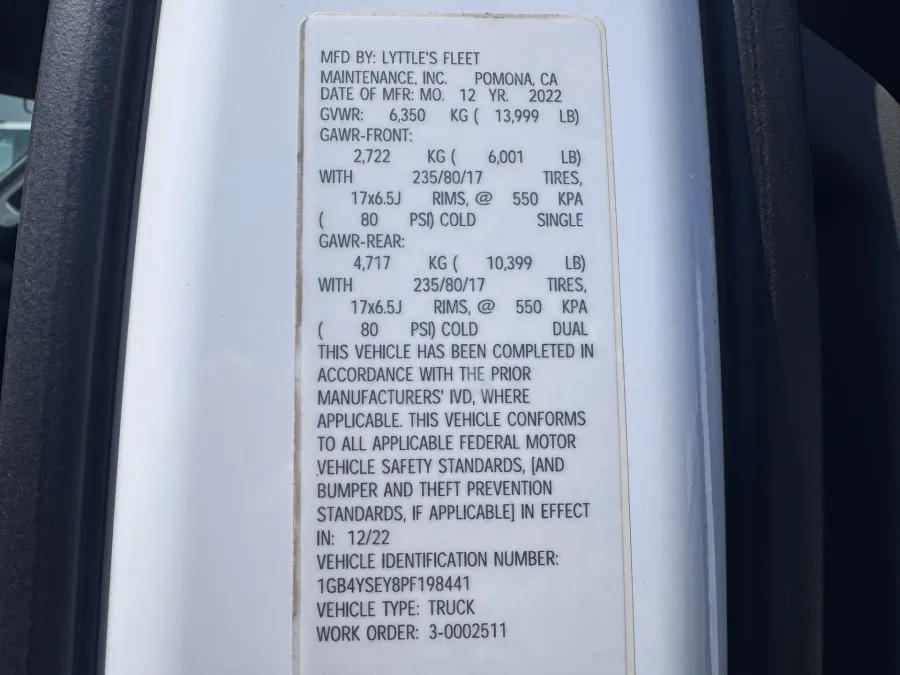 MFD BY: LYTTLE'S FLEET
MAINTENANCE, INC. POMONA, CA
DATE OF MFR: MO. 12 YR. 2022
GVWR: 6,350 KG ( 13,999 LB)
GAWR-FRONT:
2,722 KG ( 6,001 LB)
WITH 235/80/17 TIRES,
17x6.5J RIMS, @ 550 KPA
( 80 PSI) COLD SINGLE
GAWR-REAR:
4,717 KG ( 10,399 LB)
WITH 235/80/17 TIRES,
17x6.5J RIMS, @ 550 KPA
( 80 PSI) COLD DUAL
THIS VEHICLE HAS BEEN COMPLETED IN
ACCORDANCE WITH THE PRIOR
MANUFACTURERS' IVD, WHERE
APPLICABLE. THIS VEHICLE CONFORMS
TO ALL APPLICABLE FEDERAL MOTOR
VEHICLE SAFETY STANDARDS, [AND
BUMPER AND THEFT PREVENTION
STANDARDS, IF APPLICABLE] IN EFFECT
IN: 12/22
VEHICLE IDENTIFICATION NUMBER:
1GB4YSEY8PF198441
VEHICLE TYPE: TRUCK
WORK ORDER: 3-0002511